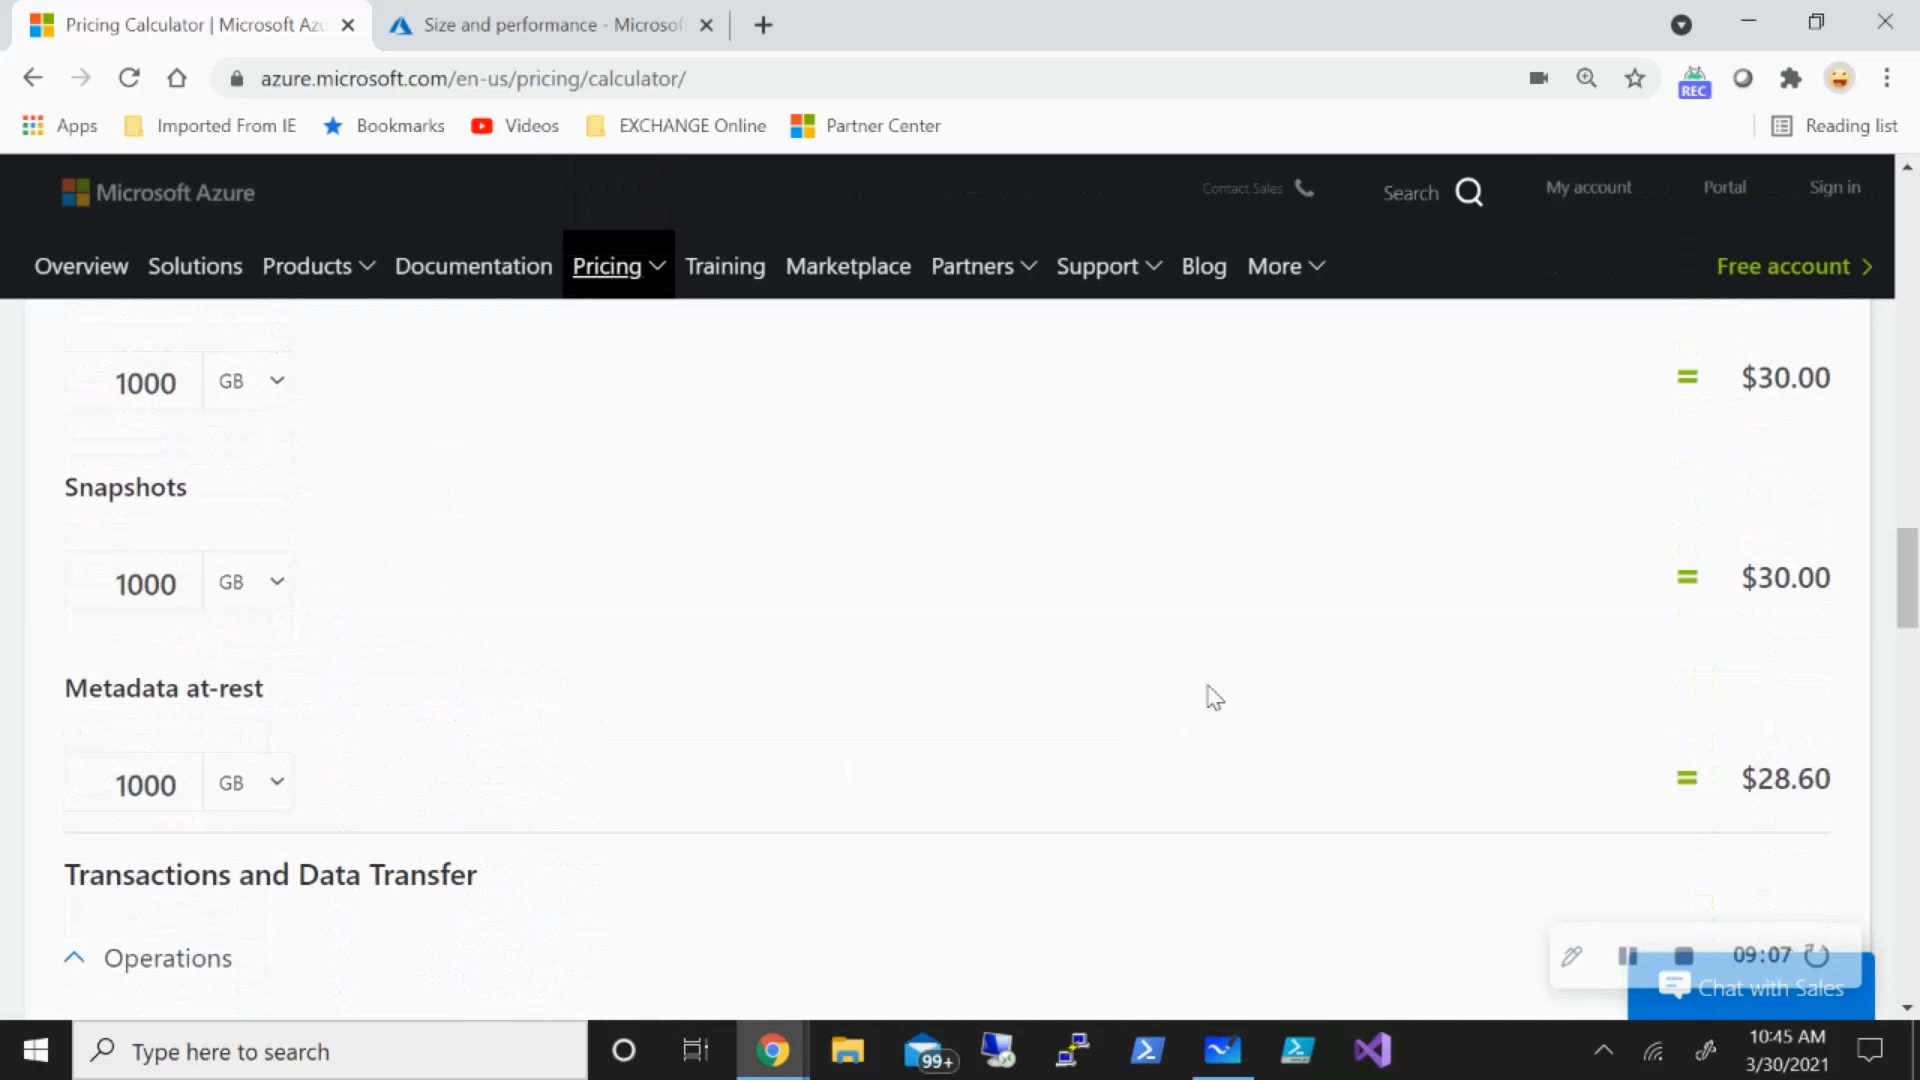 Pricing Calculator | Microsoft Azu
Size and performance - Microsof
azure.microsoft.com/en-us/pricing/calculator/
REC
Apps
Imported From IE
Bookmarks
Videos
EXCHANGE Online
Partner Center
Reading list
Microsoft Azure
Contact Sales
Search
My account
Portal
Sign in
Overview
Solutions
Products
Documentation
Pricing
Training
Marketplace
Partners
Support
Blog
More
Free account
1000 GB = $30.00
Snapshots
1000 GB = $30.00
Metadata at-rest
1000 GB = $28.60
Transactions and Data Transfer
Operations
09:07
Chat with Sales
Type here to search
99+
10:45 AM
3/30/2021